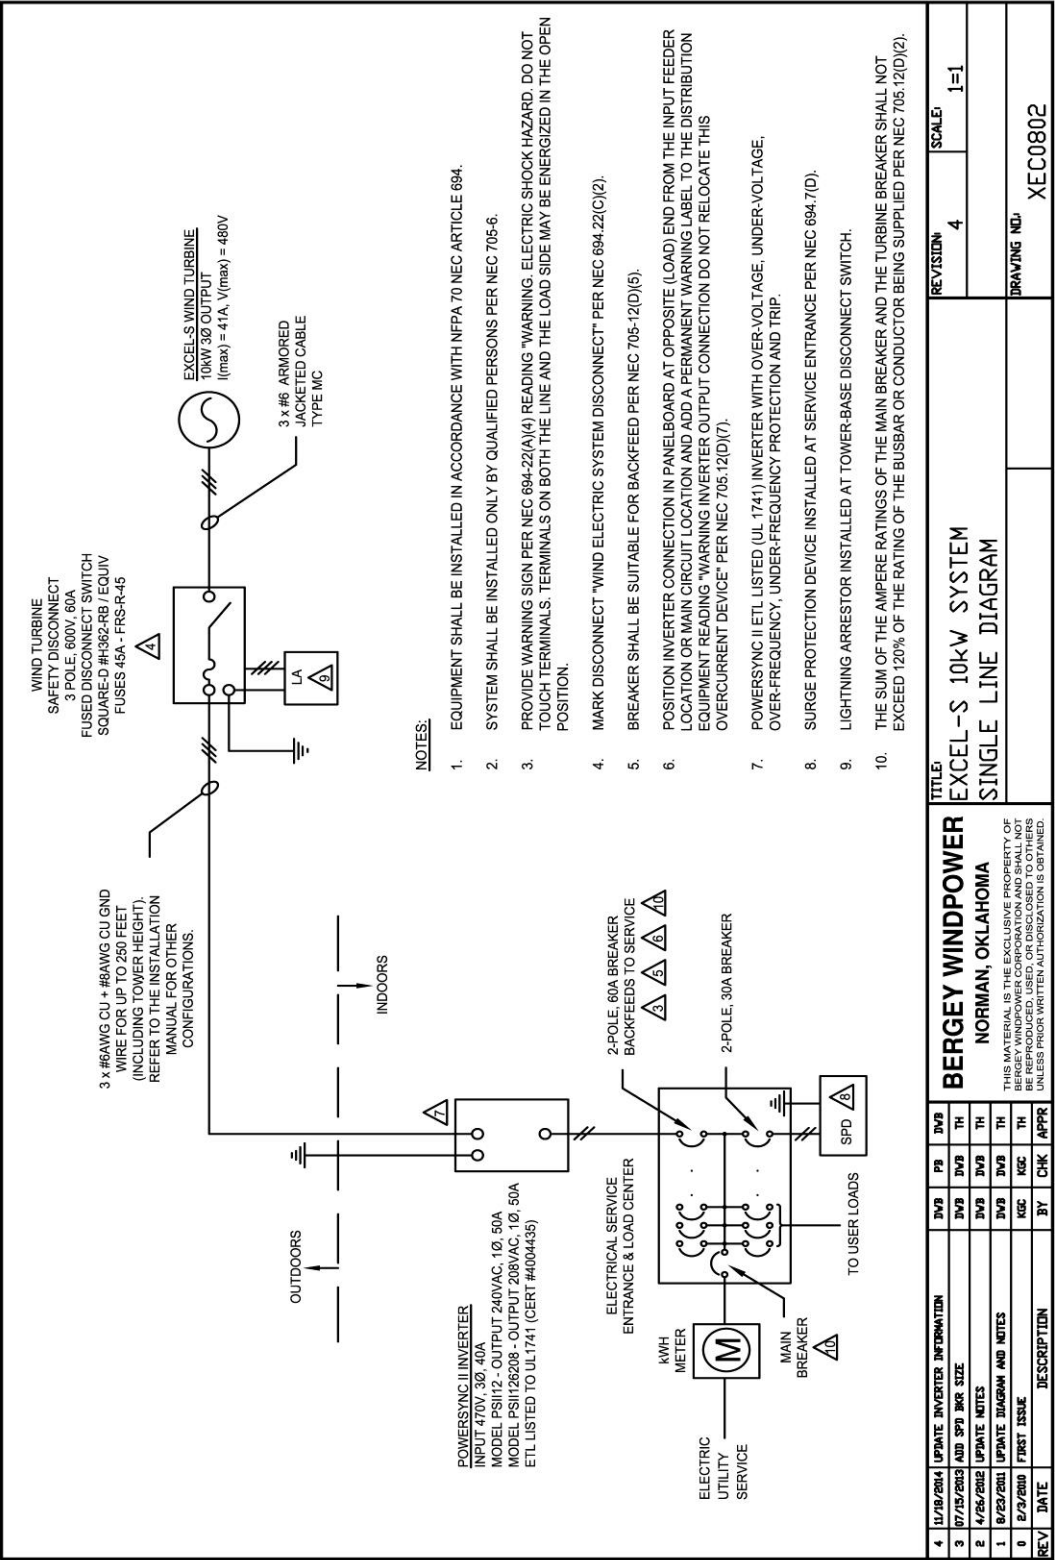 WIND TURBINE
SAFETY DISCONNECT
3 POLE, 600V, 60A
FUSED DISCONNECT SWITCH
SQUARE-D #H362-RB / EQUIV
FUSES 45A - FRS-R-45
4
EXCEL-S WIND TURBINE
10kW 3Ø OUTPUT
I(max) = 41A, V(max) = 480V
3 x #6 ARMORED
JACKETED CABLE
TYPE MC
LA
9
3 x #6AWG CU + #8AWG CU GND
WIRE FOR UP TO 250 FEET
(INCLUDING TOWER HEIGHT).
REFER TO THE INSTALLATION
MANUAL FOR OTHER
CONFIGURATIONS.
OUTDOORS
INDOORS
7
POWERSYNC II INVERTER
INPUT 470V, 3Ø, 40A
MODEL PSII12 - OUTPUT 240VAC, 1Ø, 50A
MODEL PSII126208 - OUTPUT 208VAC, 1Ø, 50A
ETL LISTED TO UL1741 (CERT #4004435)
ELECTRICAL SERVICE
ENTRANCE & LOAD CENTER
2-POLE, 60A BREAKER
BACKFEEDS TO SERVICE
3 5 6 10
2-POLE, 30A BREAKER
SPD
8
kWH
METER
M
MAIN
BREAKER
10
TO USER LOADS
ELECTRIC
UTILITY
SERVICE
NOTES:
1. EQUIPMENT SHALL BE INSTALLED IN ACCORDANCE WITH NFPA 70 NEC ARTICLE 694.
2. SYSTEM SHALL BE INSTALLED ONLY BY QUALIFIED PERSONS PER NEC 705-6.
3. PROVIDE WARNING SIGN PER NEC 694-22(A)(4) READING "WARNING. ELECTRIC SHOCK HAZARD. DO NOT
TOUCH TERMINALS. TERMINALS ON BOTH THE LINE AND THE LOAD SIDE MAY BE ENERGIZED IN THE OPEN
POSITION.
4. MARK DISCONNECT "WIND ELECTRIC SYSTEM DISCONNECT" PER NEC 694.22(C)(2).
5. BREAKER SHALL BE SUITABLE FOR BACKFEED PER NEC 705-12(D)(5).
6. POSITION INVERTER CONNECTION IN PANELBOARD AT OPPOSITE (LOAD) END FROM THE INPUT FEEDER
LOCATION OR MAIN CIRCUIT LOCATION AND ADD A PERMANENT WARNING LABEL TO THE DISTRIBUTION
EQUIPMENT READING "WARNING INVERTER OUTPUT CONNECTION DO NOT RELOCATE THIS
OVERCURRENT DEVICE" PER NEC 705.12(D)(7).
7. POWERSYNC II ETL LISTED (UL 1741) INVERTER WITH OVER-VOLTAGE, UNDER-VOLTAGE,
OVER-FREQUENCY, UNDER-FREQUENCY PROTECTION AND TRIP.
8. SURGE PROTECTION DEVICE INSTALLED AT SERVICE ENTRANCE PER NEC 694.7(D).
9. LIGHTNING ARRESTOR INSTALLED AT TOWER-BASE DISCONNECT SWITCH.
10. THE SUM OF THE AMPERE RATINGS OF THE MAIN BREAKER AND THE TURBINE BREAKER SHALL NOT
EXCEED 120% OF THE RATING OF THE BUSBAR OR CONDUCTOR BEING SUPPLIED PER NEC 705.12(D)(2).
4 11/18/2014 UPDATE INVERTER INFORMATION DWB PB DWB
3 07/15/2013 ADD SPD BKR SIZE DWB DWB TH
2 4/26/2012 UPDATE NOTES DWB DWB TH
1 8/23/2011 UPDATE DIAGRAM AND NOTES DWB DWB TH
0 2/3/2010 FIRST ISSUE KGC KGC TH
REV DATE DESCRIPTION BY CHK APPR
BERGEY WINDPOWER
NORMAN, OKLAHOMA
THIS MATERIAL IS THE EXCLUSIVE PROPERTY OF
BERGEY WINDPOWER CORPORATION AND SHALL NOT
BE REPRODUCED, USED, OR DISCLOSED TO OTHERS
UNLESS PRIOR WRITTEN AUTHORIZATION IS OBTAINED.
TITLE:
EXCEL-S 10kW SYSTEM
SINGLE LINE DIAGRAM
REVISION: 4
SCALE: 1=1
DRAWING NO.:
XEC0802